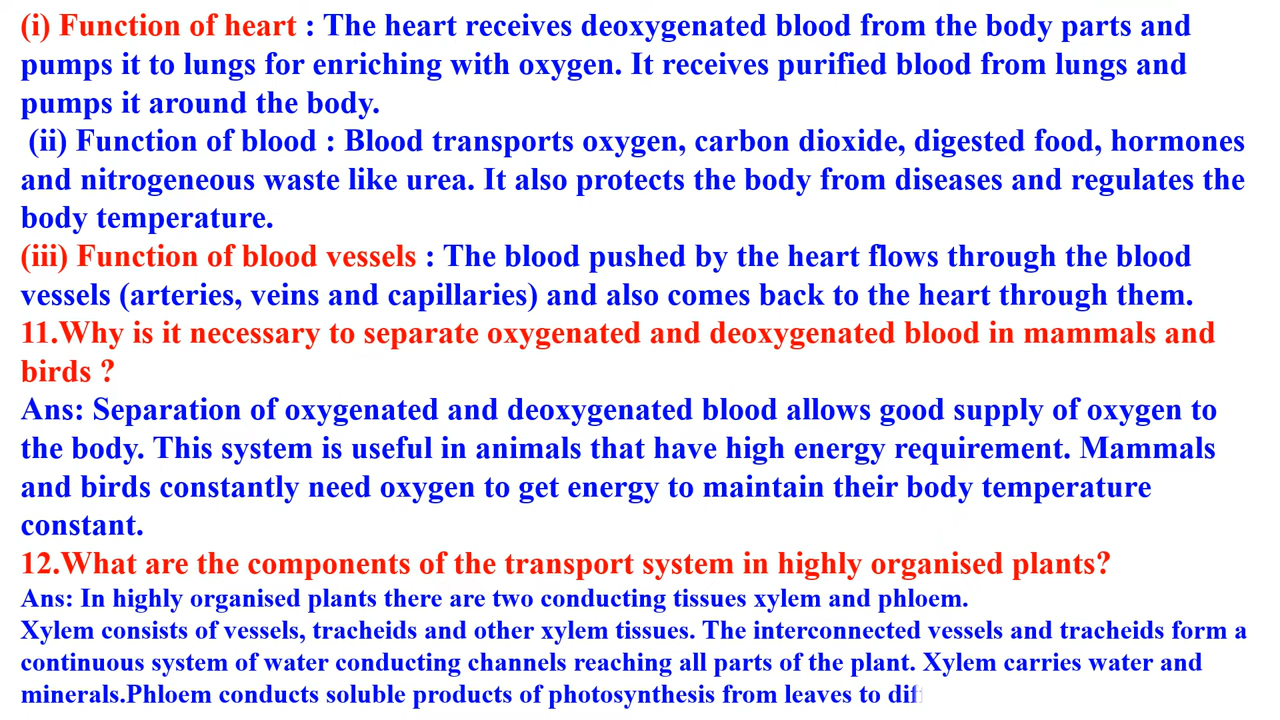 (i) Function of heart : The heart receives deoxygenated blood from the body parts and
pumps it to lungs for enriching with oxygen. It receives purified blood from lungs and
pumps it around the body.
(ii) Function of blood : Blood transports oxygen, carbon dioxide, digested food, hormones
and nitrogeneous waste like urea. It also protects the body from diseases and regulates the
body temperature.
(iii) Function of blood vessels : The blood pushed by the heart flows through the blood
vessels (arteries, veins and capillaries) and also comes back to the heart through them.
11.Why is it necessary to separate oxygenated and deoxygenated blood in mammals and
birds ?
Ans: Separation of oxygenated and deoxygenated blood allows good supply of oxygen to
the body. This system is useful in animals that have high energy requirement. Mammals
and birds constantly need oxygen to get energy to maintain their body temperature
constant.
12.What are the components of the transport system in highly organised plants?
Ans: In highly organised plants there are two conducting tissues xylem and phloem.
Xylem consists of vessels, tracheids and other xylem tissues. The interconnected vessels and tracheids form a
continuous system of water conducting channels reaching all parts of the plant. Xylem carries water and
minerals.Phloem conducts soluble products of photosynthesis from leaves to